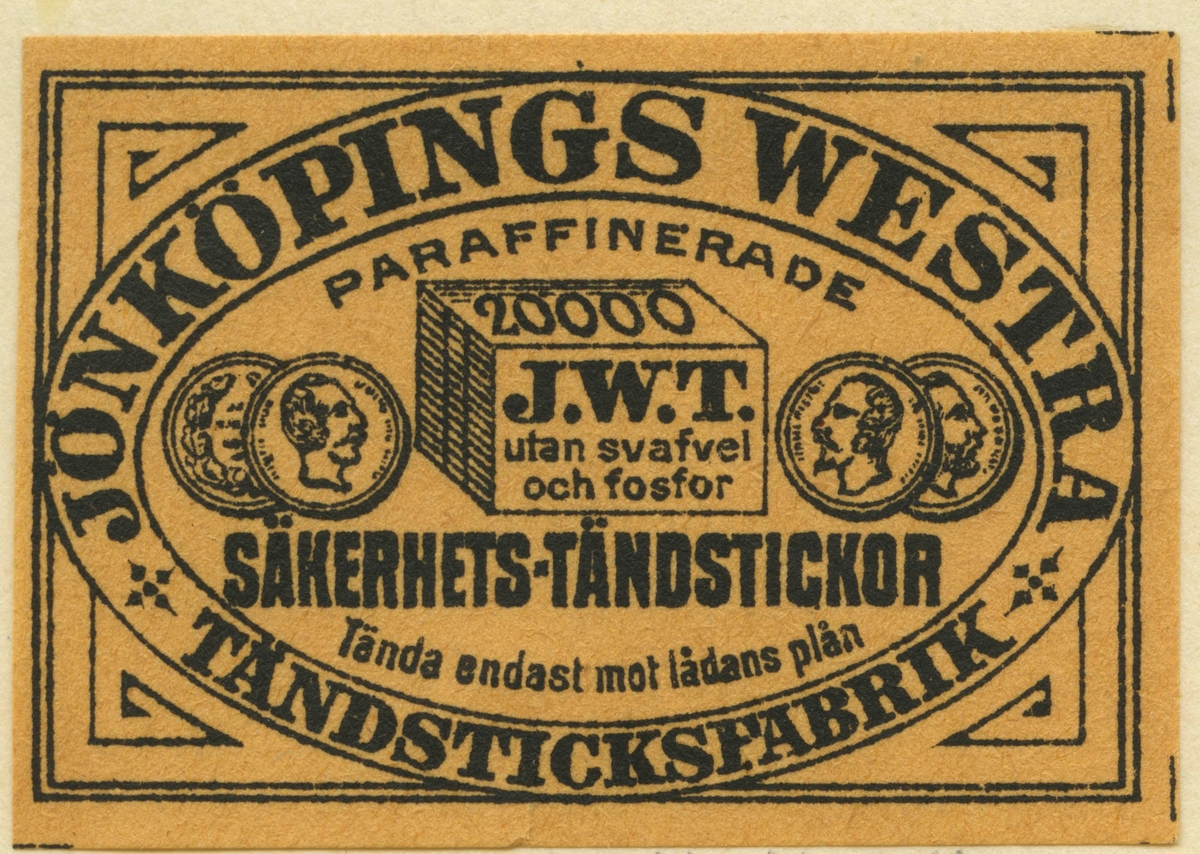 JÖNKÖPINGS WESTRA
PARAFFINERADE
20000
J.W.T.
utan svafvel
och fosfor
SÄKERHETS-TÄNDSTICKOR
Tända endast mot lådans plån
TÄNDSTICKSFABRIK